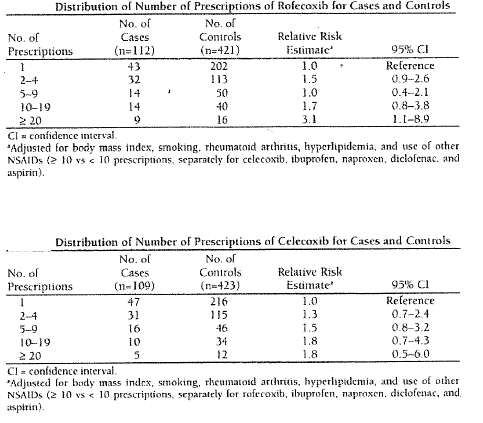 Distribution of Number of Prescriptions of Rofecoxib for Cases and Controls
No. of Prescriptions No. of Cases (n=112) No. of Controls (n=421) Relative Risk Estimateª 95% CI
1 43 202 1.0 Reference
2–4 32 113 1.5 0.9–2.6
5–9 14 50 1.0 0.4–2.1
10–19 14 40 1.7 0.8–3.8
≥ 20 9 16 3.1 1.1–8.9
CI = confidence interval.
ªAdjusted for body mass index, smoking, rheumatoid arthritis, hyperlipidemia, and use of other
NSAIDs (≥ 10 vs < 10 prescriptions, separately for celecoxib, ibuprofen, naproxen, diclofenac, and
aspirin).
Distribution of Number of Prescriptions of Celecoxib for Cases and Controls
No. of Prescriptions No. of Cases (n=109) No. of Controls (n=423) Relative Risk Estimateª 95% CI
1 47 216 1.0 Reference
2–4 31 115 1.3 0.7–2.4
5–9 16 46 1.5 0.8–3.2
10–19 10 34 1.8 0.7–4.3
≥ 20 5 12 1.8 0.5–6.0
CI = confidence interval.
ªAdjusted for body mass index, smoking, rheumatoid arthritis, hyperlipidemia, and use of other
NSAIDs (≥ 10 vs < 10 prescriptions, separately for rofecoxib, ibuprofen, naproxen, diclofenac, and
aspirin).